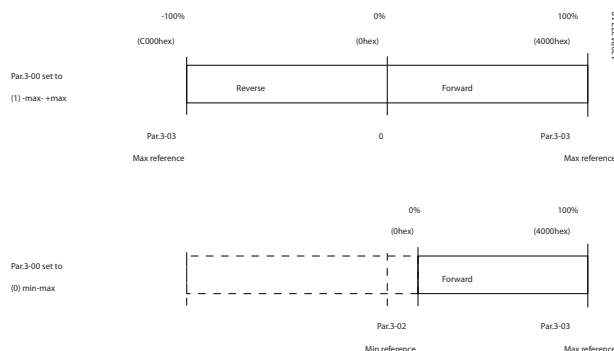 -100% 0% 100%
(C000hex) (0hex) (4000hex)
Par.3-00 set to
(1) -max- +max
Reverse Forward
Par.3-03 0 Par.3-03
Max reference Max reference
0% 100%
(0hex) (4000hex)
Par.3-00 set to
(0) min-max
Forward
Par.3-02 Par.3-03
Min reference Max reference